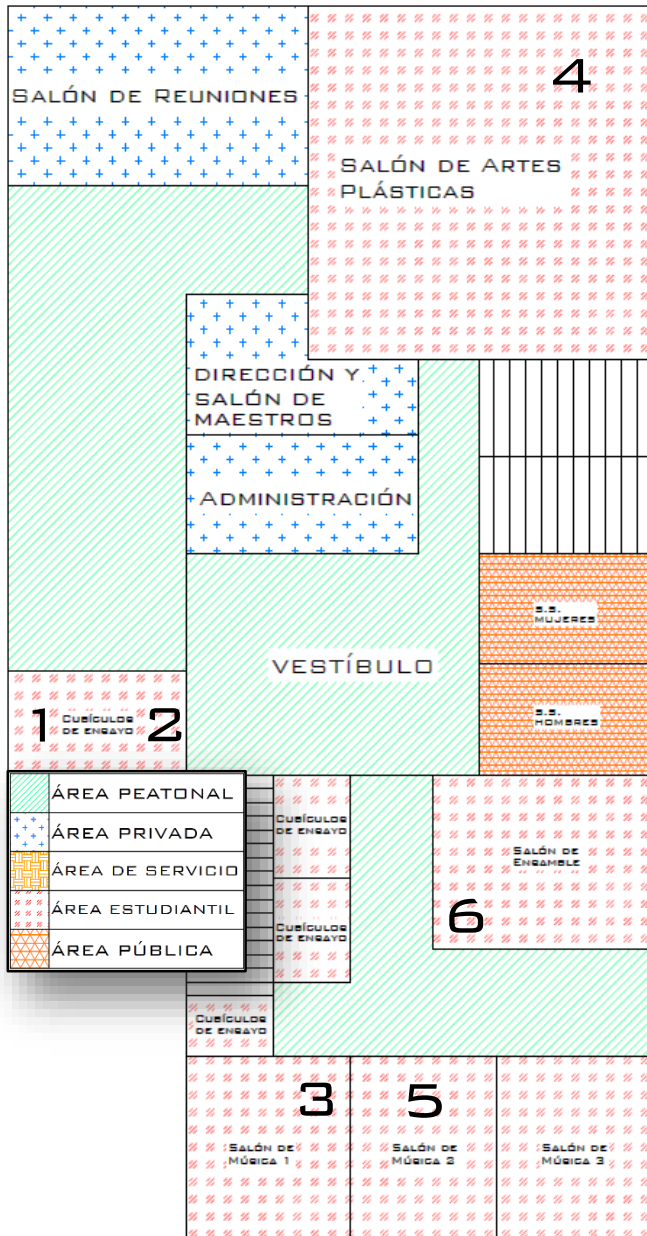 4
SALÓN DE REUNIONES
SALÓN DE ARTES
PLÁSTICAS
DIRECCIÓN Y
SALÓN DE
MAESTROS
ADMINISTRACIÓN
S.S.
MUJERES
VESTÍBULO
S.S.
HOMBRES
1 CUBÍCULOS 2
DE ENSAYO
ÁREA PEATONAL
ÁREA PRIVADA
ÁREA DE SERVICIO
ÁREA ESTUDIANTIL
ÁREA PÚBLICA
CUBÍCULOS
DE ENSAYO
SALÓN DE
ENSAMBLE
6
CUBÍCULOS
DE ENSAYO
CUBÍCULOS
DE ENSAYO
3
5
SALÓN DE
MÚSICA 1
SALÓN DE
MÚSICA 2
SALÓN DE
MÚSICA 3